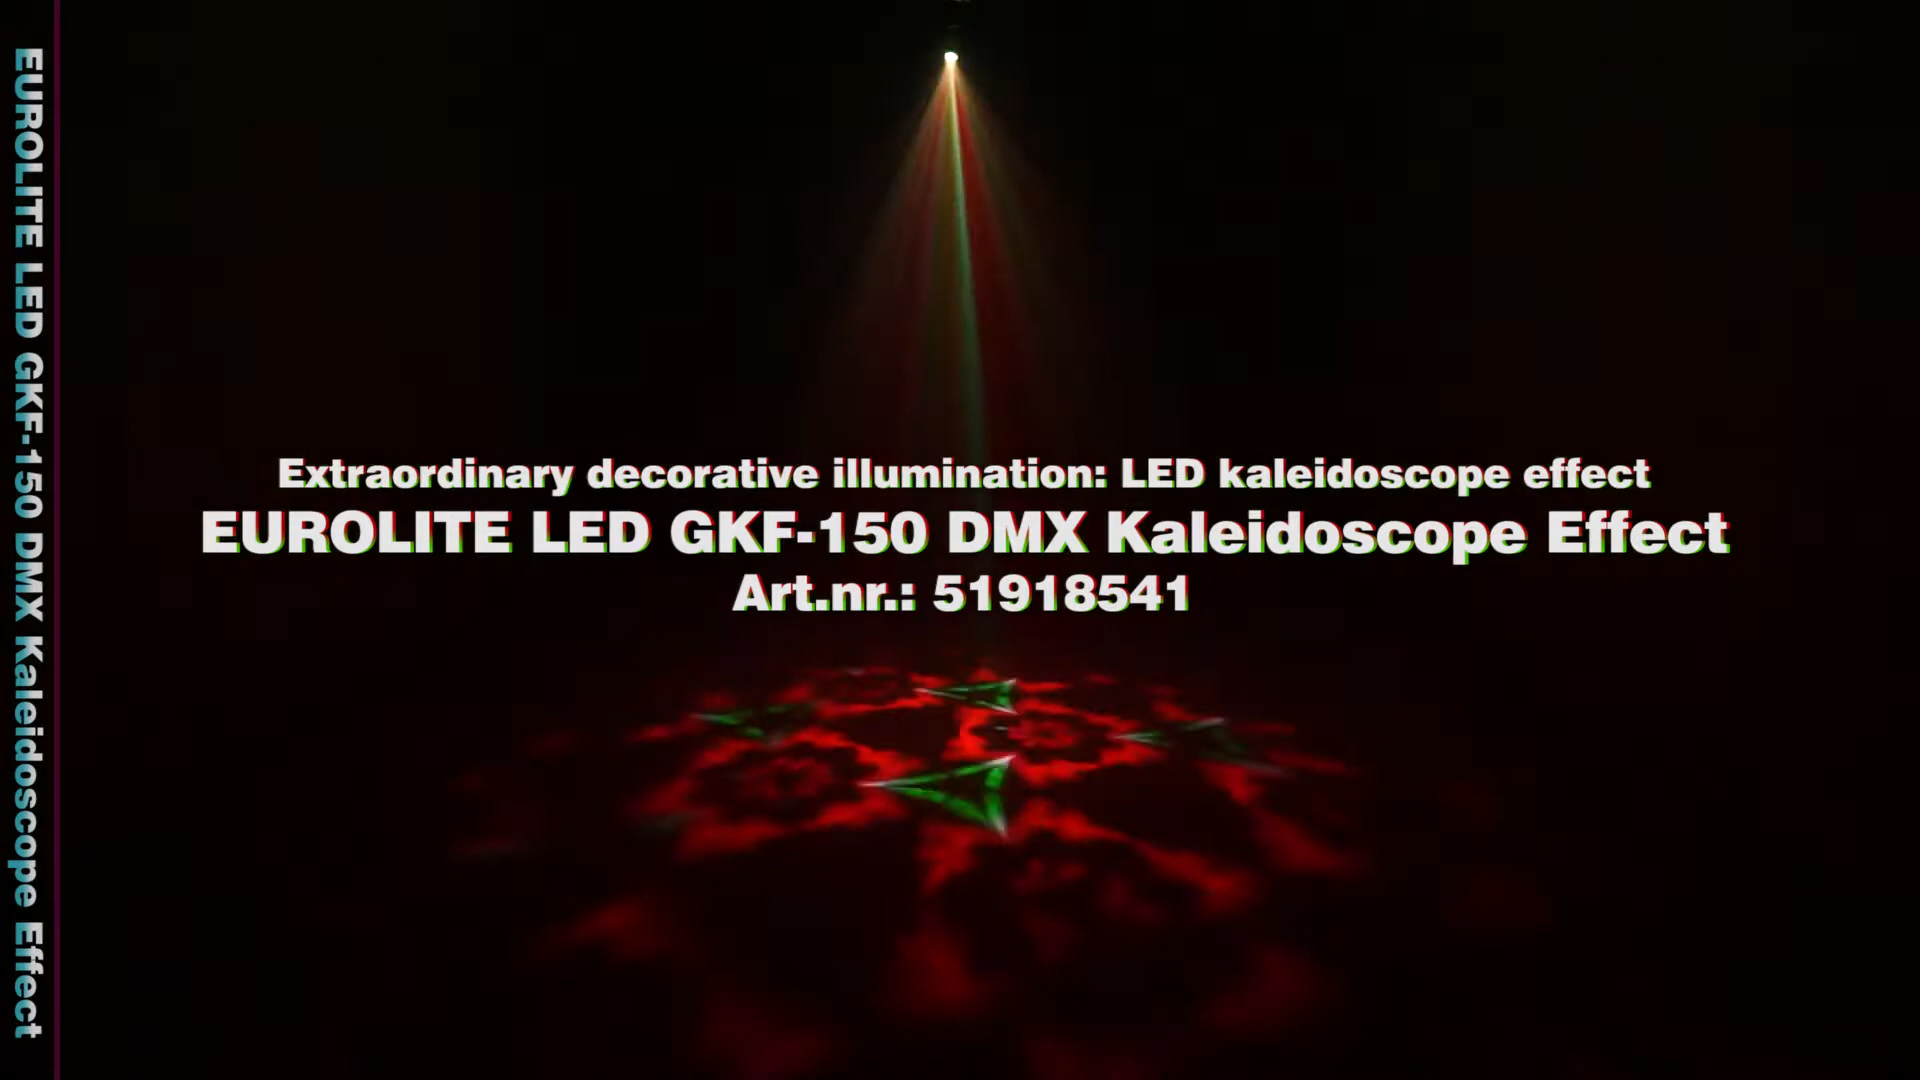 EUROLITE LED GKF-150 DMX Kaleidoscope Effect
Extraordinary decorative illumination: LED kaleidoscope effect
EUROLITE LED GKF-150 DMX Kaleidoscope Effect
Art.nr.: 51918541